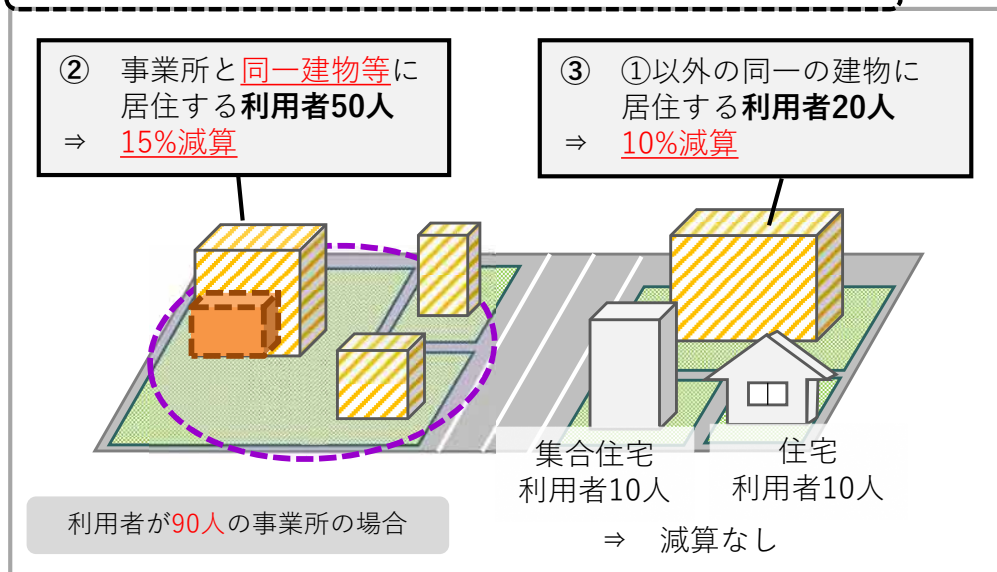 ② 事業所と同一建物等に
居住する利用者50人
⇒ 15%減算
③ ①以外の同一の建物に
居住する利用者20人
⇒ 10%減算
集合住宅
利用者10人
住宅
利用者10人
⇒ 減算なし
利用者が90人の事業所の場合